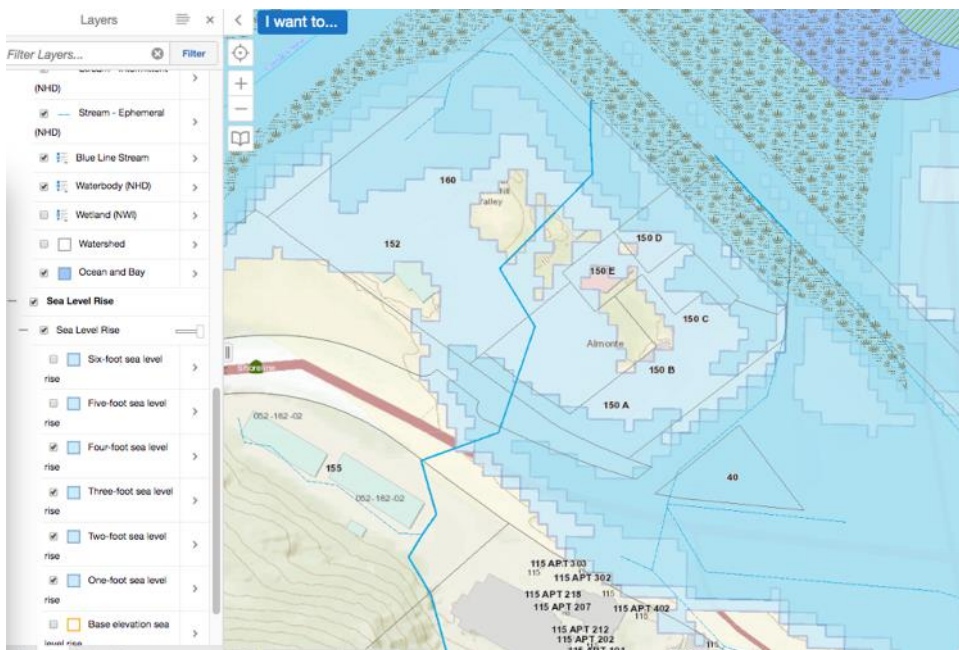 Layers
I want to...
Filter Layers...
Filter
(NHD)
Stream - Ephemeral
(NHD)
Blue Line Stream
Waterbody (NHD)
Wetland (NWI)
Watershed
Ocean and Bay
Sea Level Rise
Sea Level Rise
Six-foot sea level
rise
Five-foot sea level
rise
Four-foot sea level
rise
Three-foot sea level
rise
Two-foot sea level
rise
One-foot sea level
rise
Base elevation sea
level rise
160
152
150 D
150 E
150 C
Almonte
150 B
150 A
Shoreline
052-182-02
155
052-182-02
40
115 APT 303
115
115 APT 302
115 APT 218
115
115 APT 207
115 APT 402
115 APT 212
115
115 APT 202
115